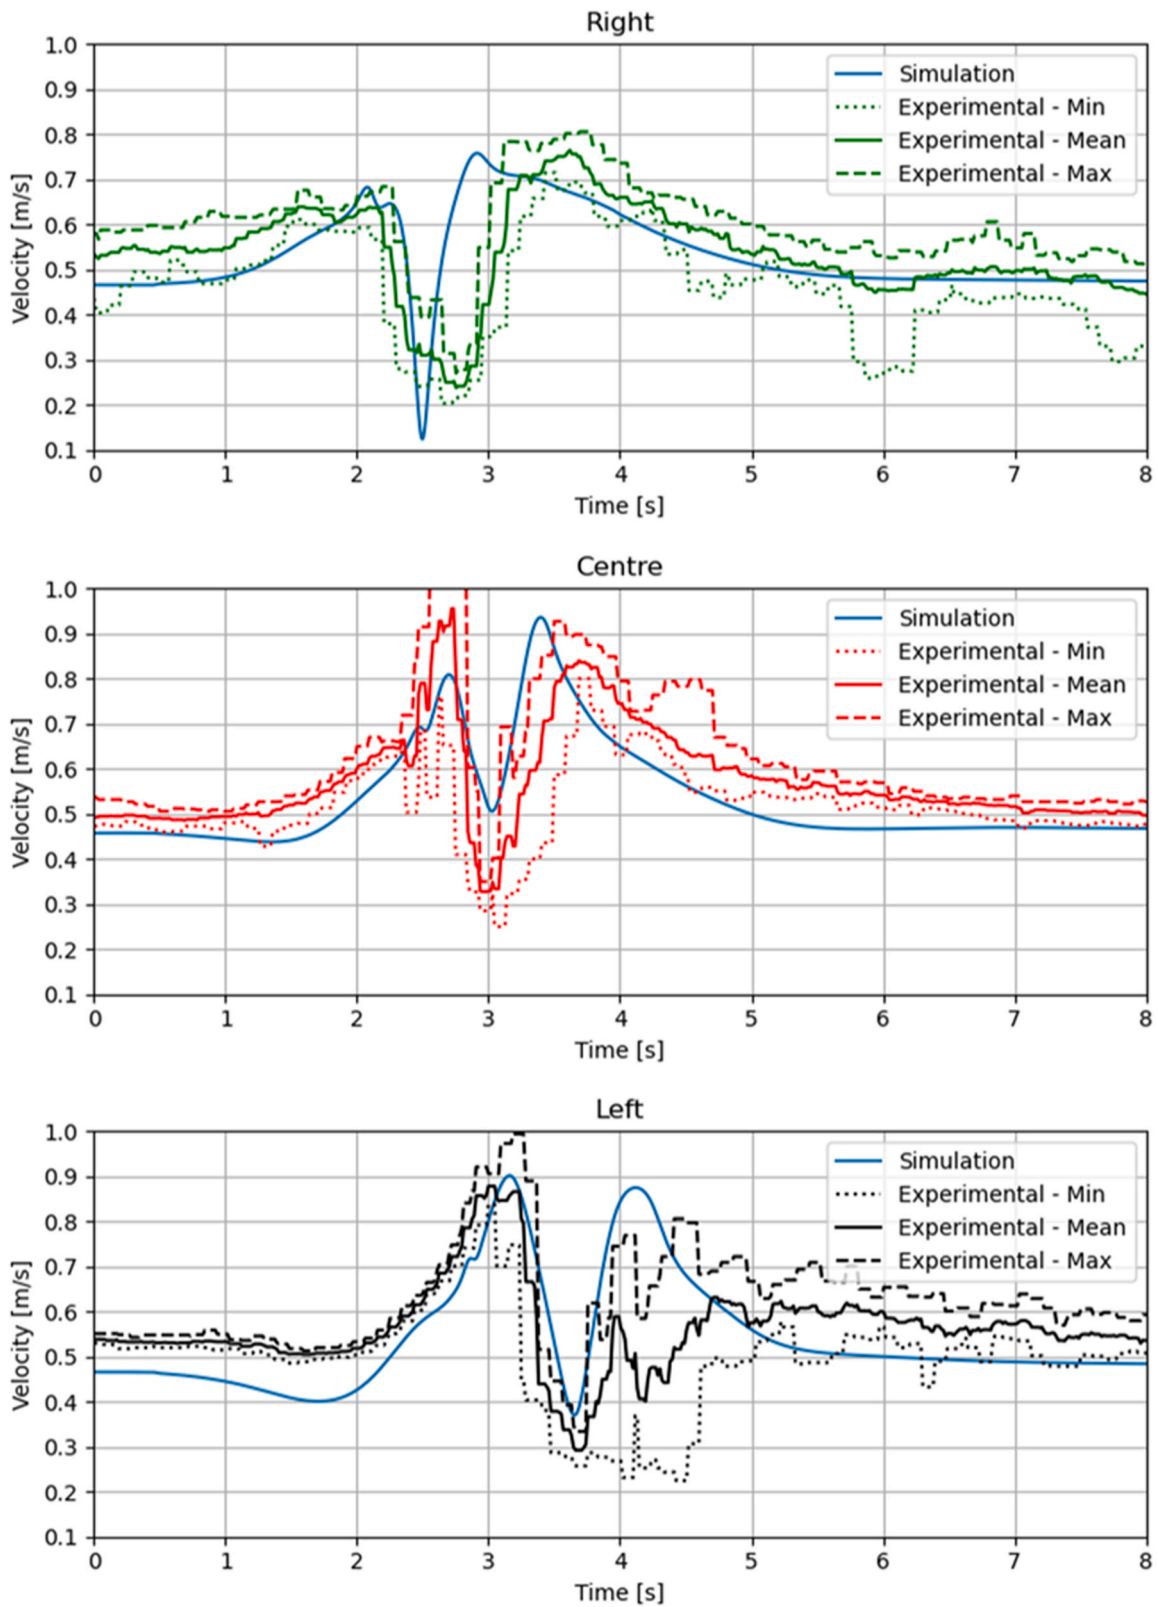 Right
1.0
0.9
0.8
0.7
0.6
0.5
0.4
0.3
0.2
0.1
Velocity [m/s]
Simulation
Experimental - Min
Experimental - Mean
Experimental - Max
0 1 2 3 4 5 6 7 8
Time [s]
Centre
1.0
0.9
0.8
0.7
0.6
0.5
0.4
0.3
0.2
0.1
Velocity [m/s]
Simulation
Experimental - Min
Experimental - Mean
Experimental - Max
0 1 2 3 4 5 6 7 8
Time [s]
Left
1.0
0.9
0.8
0.7
0.6
0.5
0.4
0.3
0.2
0.1
Velocity [m/s]
Simulation
Experimental - Min
Experimental - Mean
Experimental - Max
0 1 2 3 4 5 6 7 8
Time [s]